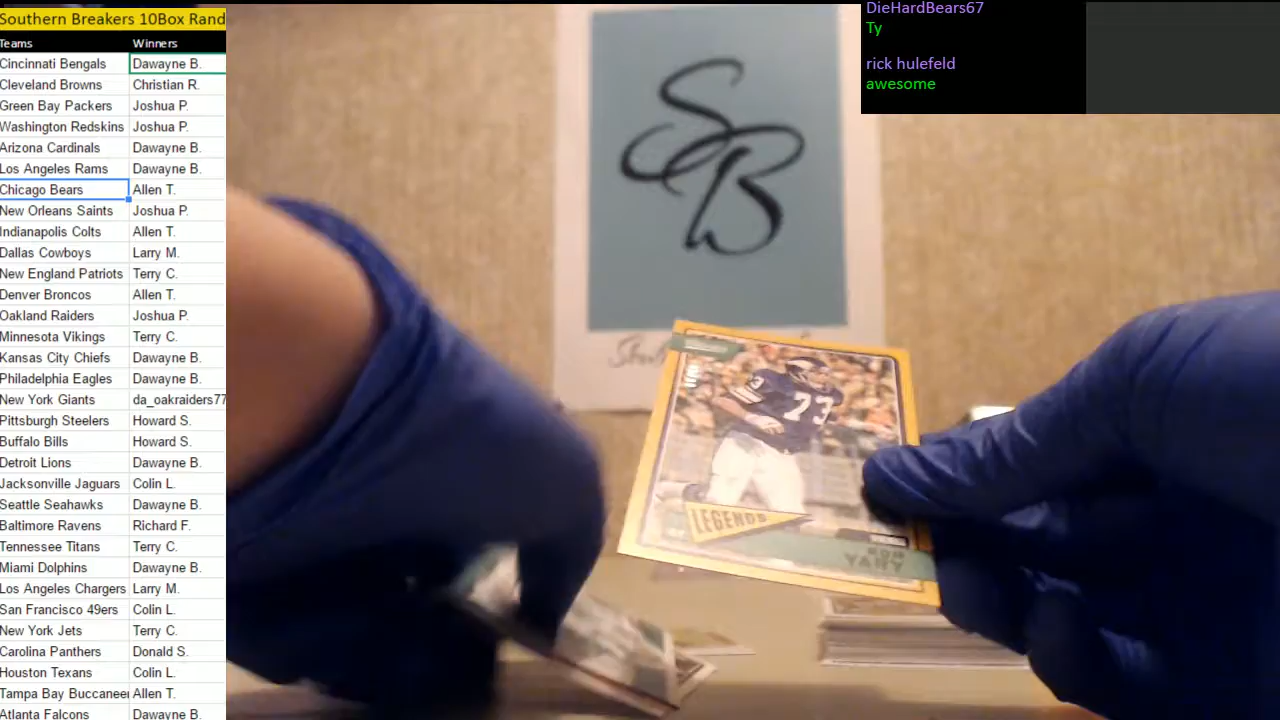 Southern Breakers 10Box Rand
Teams Winners
Cincinnati Bengals Dawayne B.
Cleveland Browns Christian R.
Green Bay Packers Joshua P.
Washington Redskins Joshua P.
Arizona Cardinals Dawayne B.
Los Angeles Rams Dawayne B.
Chicago Bears Allen T.
New Orleans Saints Joshua P.
Indianapolis Colts Allen T.
Dallas Cowboys Larry M.
New England Patriots Terry C.
Denver Broncos Allen T.
Oakland Raiders Joshua P.
Minnesota Vikings Terry C.
Kansas City Chiefs Dawayne B.
Philadelphia Eagles Dawayne B.
New York Giants da_oakraiders77
Pittsburgh Steelers Howard S.
Buffalo Bills Howard S.
Detroit Lions Dawayne B.
Jacksonville Jaguars Colin L.
Seattle Seahawks Dawayne B.
Baltimore Ravens Richard F.
Tennessee Titans Terry C.
Miami Dolphins Dawayne B.
Los Angeles Chargers Larry M.
San Francisco 49ers Colin L.
New York Jets Terry C.
Carolina Panthers Donald S.
Houston Texans Colin L.
Tampa Bay Buccanee Allen T.
Atlanta Falcons Dawayne B.
DieHardBears67
Ty
rick hulefeld
awesome
SB
73
LEGENDS
RON
YARY